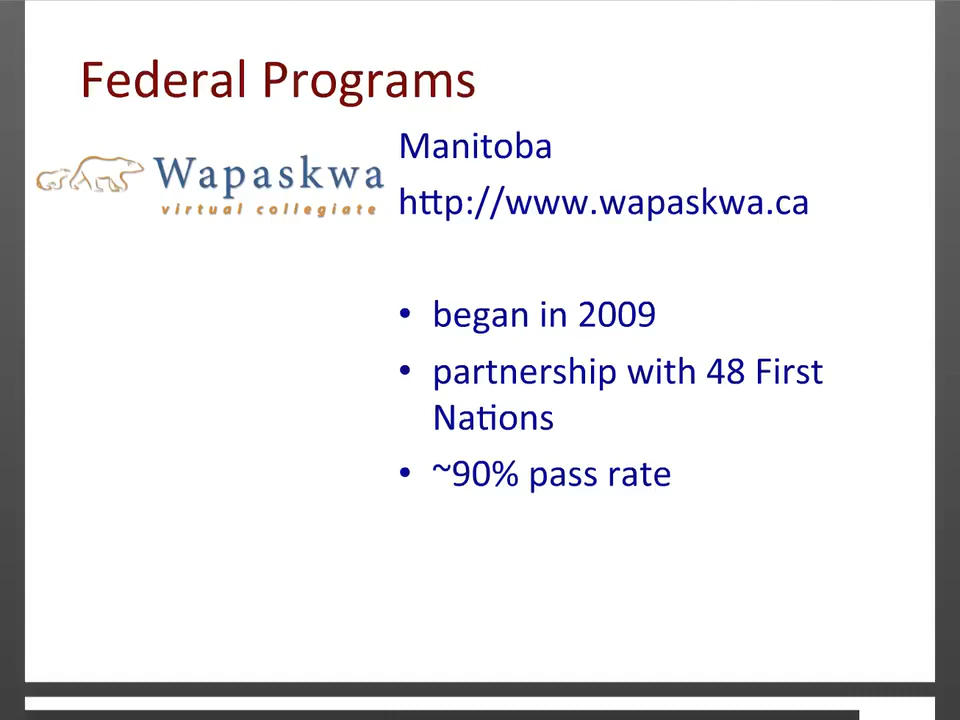 Federal Programs
Wapaskwa
virtual collegiate
Manitoba
http://www.wapaskwa.ca
• began in 2009
• partnership with 48 First
Nations
• ~90% pass rate